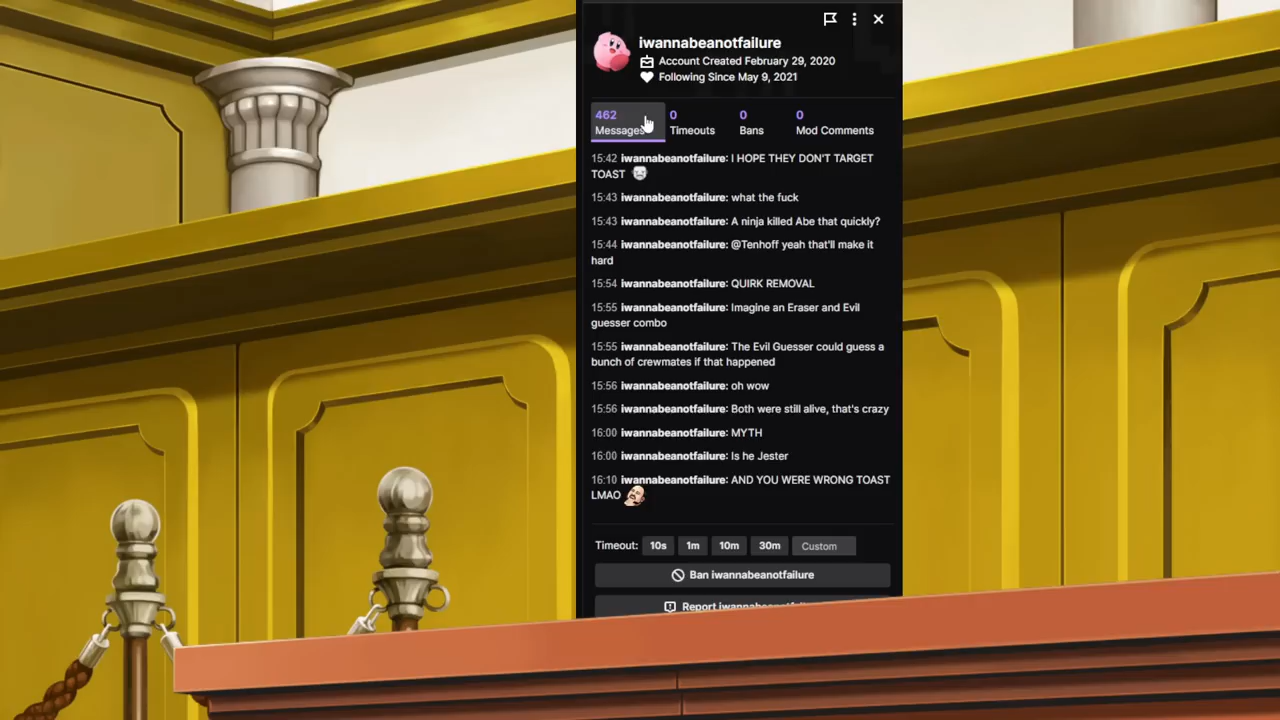 iwannabeanotfailure
Account Created February 29, 2020
Following Since May 9, 2021
462 0 0 0
Messages Timeouts Bans Mod Comments
15:42 iwannabeanotfailure: I HOPE THEY DON'T TARGET
TOAST
15:43 iwannabeanotfailure: what the fuck
15:43 iwannabeanotfailure: A ninja killed Abe that quickly?
15:44 iwannabeanotfailure: @Tenhoff yeah that'll make it
hard
15:54 iwannabeanotfailure: QUIRK REMOVAL
15:55 iwannabeanotfailure: Imagine an Eraser and Evil
guesser combo
15:55 iwannabeanotfailure: The Evil Guesser could guess a
bunch of crewmates if that happened
15:56 iwannabeanotfailure: oh wow
15:56 iwannabeanotfailure: Both were still alive, that's crazy
16:00 iwannabeanotfailure: MYTH
16:00 iwannabeanotfailure: Is he Jester
16:10 iwannabeanotfailure: AND YOU WERE WRONG TOAST
LMAO
Timeout: 10s 1m 10m 30m Custom
Ban iwannabeanotfailure
Report iwannabeanotfailure